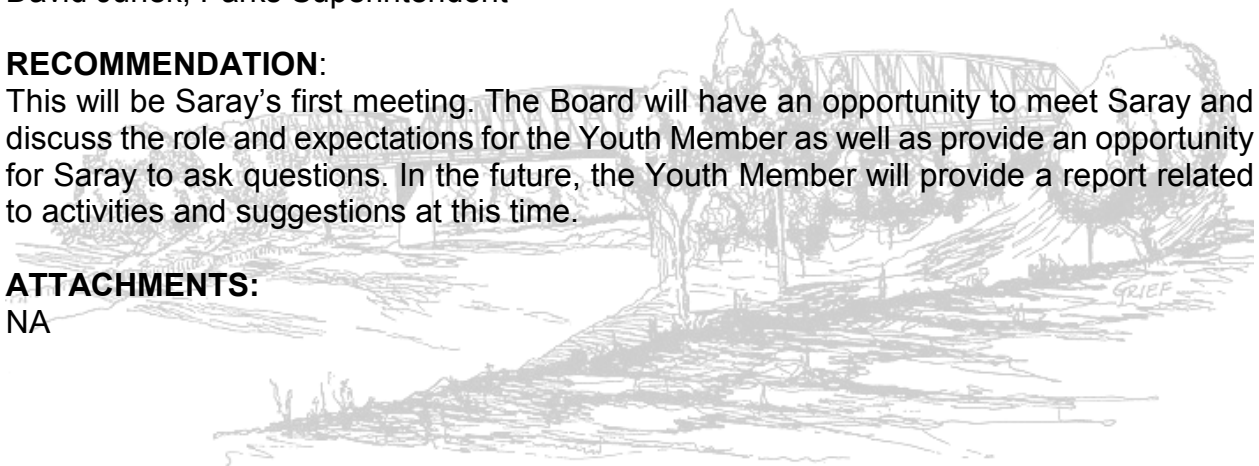 David Parks Superintendent
RECOMMENDATION:
This will be Saray’s first meeting. The Board will have an opportunity to meet Saray and
discuss the role and expectations for the Youth Member as well as provide an opportunity
for Saray to ask questions. In the future, the Youth Member will provide a report related
to activities and suggestions at this time.
ATTACHMENTS:
GRIEF
NA